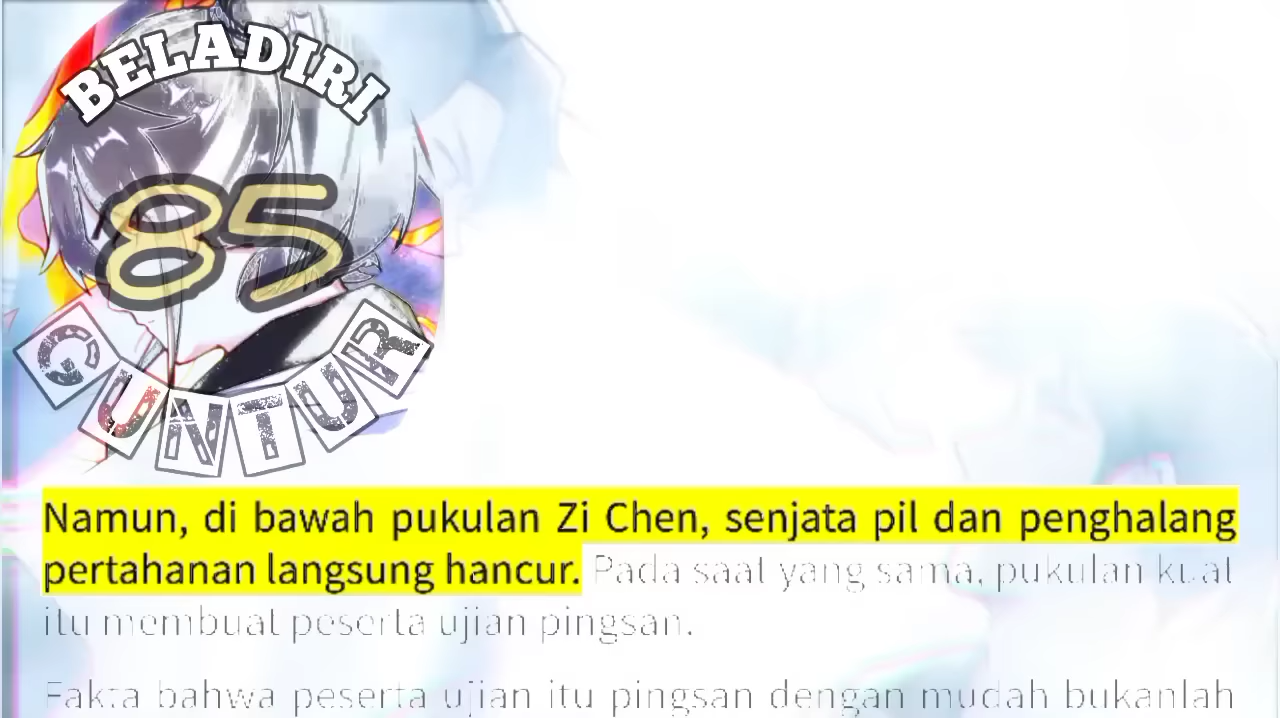 BELADIRI
85
GUNTUR
Namun, di bawah pukulan Zi Chen, senjata pil dan penghalang
pertahanan langsung hancur. Pada saat yang sama, pukulan kuat
itu membuat peserta ujian pingsan.
Fakta bahwa peserta ujian itu pingsan dengan mudah bukanlah